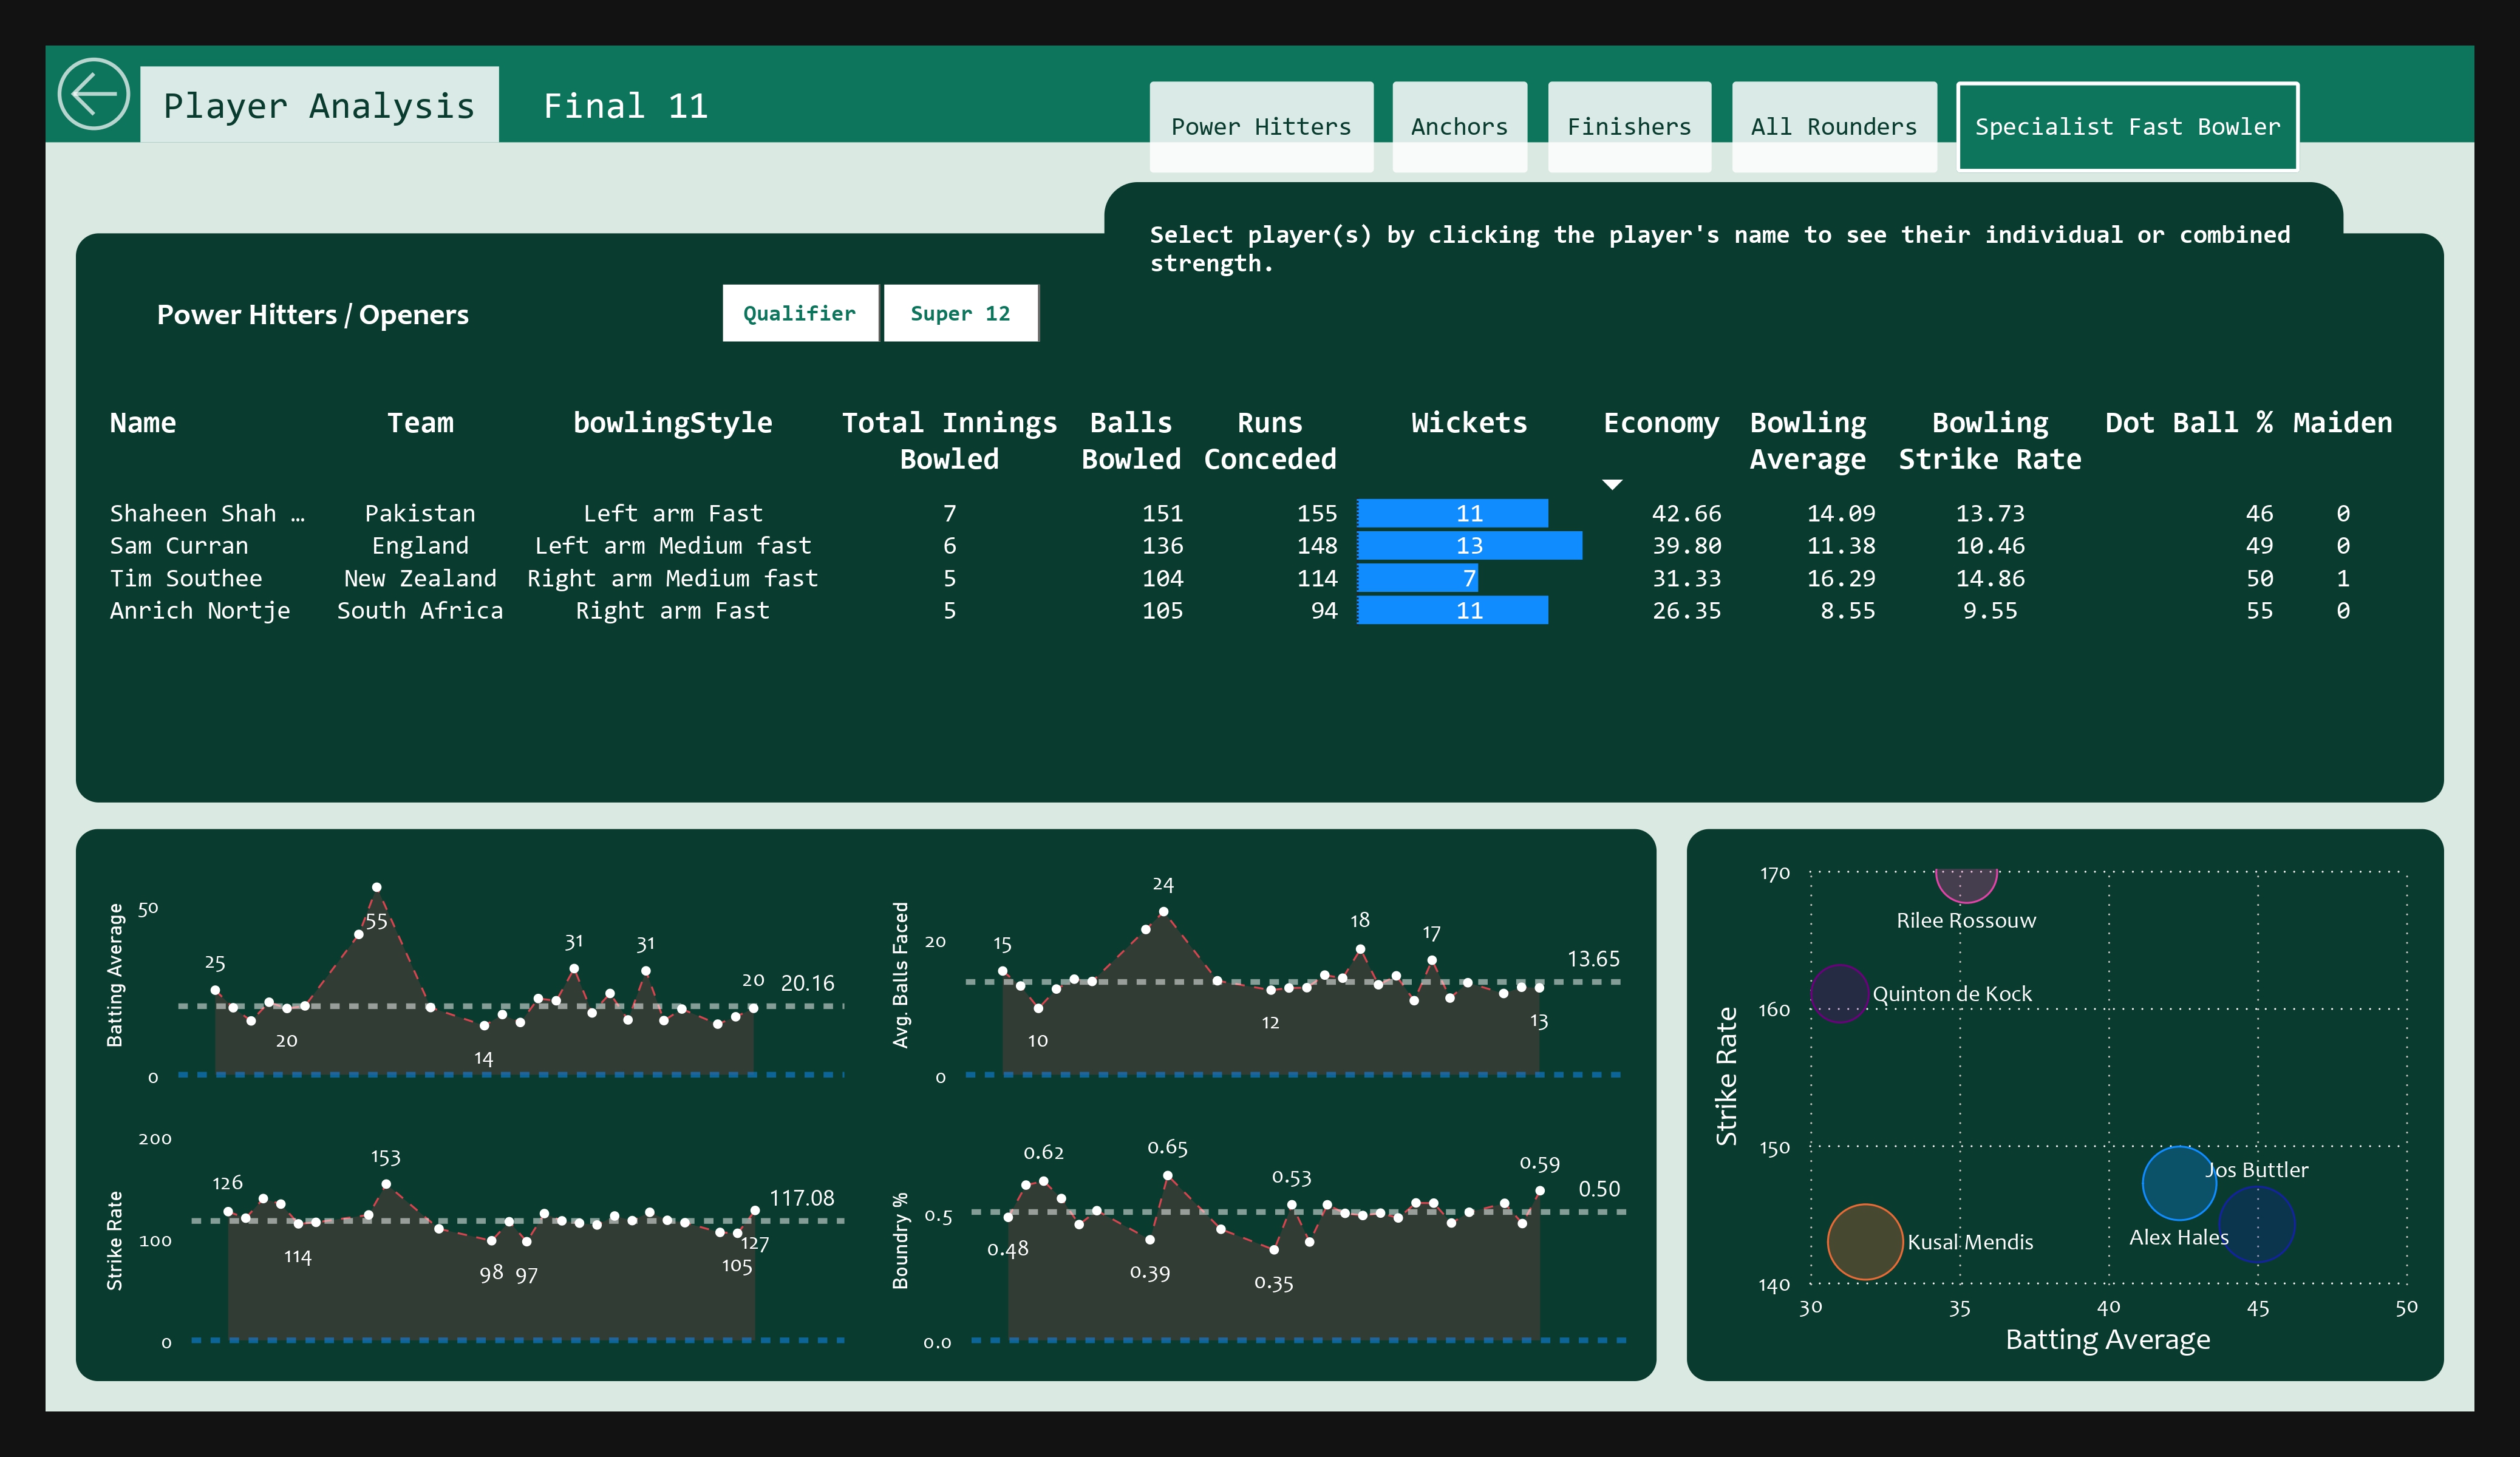 Player Analysis
Final 11
Power Hitters
Anchors
Finishers
All Rounders
Specialist Fast Bowler
Select player(s) by clicking the player's name to see their individual or combined
strength.
Power Hitters / Openers
Qualifier
Super 12
Name Team bowlingStyle Total Innings Balls Runs Wickets Economy Bowling Bowling Dot Ball % Maiden
Bowled Bowled Conceded Average Strike Rate
Shaheen Shah … Pakistan Left arm Fast 7 151 155 11 42.66 14.09 13.73 46 0
Sam Curran England Left arm Medium fast 6 136 148 13 39.80 11.38 10.46 49 0
Tim Southee New Zealand Right arm Medium fast 5 104 114 7 31.33 16.29 14.86 50 1
Anrich Nortje South Africa Right arm Fast 5 105 94 11 26.35 8.55 9.55 55 0
Batting Average
50
0
25
20
55
14
31
31
20
20.16
Avg. Balls Faced
20
0
15
10
24
12
18
17
13
13.65
Strike Rate
200
100
0
126
114
153
98
97
105
127
117.08
Boundry %
0.5
0.0
0.48
0.62
0.39
0.65
0.35
0.53
0.59
0.50
Strike Rate
170
160
150
140
Rilee Rossouw
Quinton de Kock
Jos Buttler
Alex Hales
Kusal Mendis
30 35 40 45 50
Batting Average